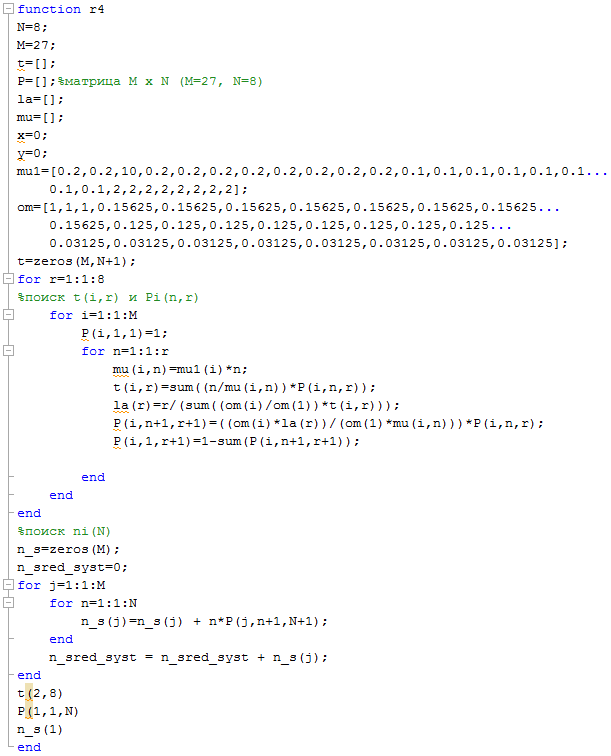 function r4
N=8;
M=27;
t=[];
P=[];%матрица M x N (M=27, N=8)
la=[];
mu=[];
x=0;
y=0;
mu1=[0.2,0.2,10,0.2,0.2,0.2,0.2,0.2,0.2,0.2,0.2,0.1,0.1,0.1,0.1,0.1,0.1...
0.1,0.1,2,2,2,2,2,2,2,2];
om=[1,1,1,0.15625,0.15625,0.15625,0.15625,0.15625,0.15625,0.15625...
0.15625,0.125,0.125,0.125,0.125,0.125,0.125,0.125,0.125...
0.03125,0.03125,0.03125,0.03125,0.03125,0.03125,0.03125,0.03125];
t=zeros(M,N+1);
for r=1:1:8
%поиск t(i,r) и Pi(n,r)
for i=1:1:M
P(i,1,1)=1;
for n=1:1:r
mu(i,n)=mu1(i)*n;
t(i,r)=sum((n/mu(i,n))*P(i,n,r));
la(r)=r/(sum((om(i)/om(1))*t(i,r)));
P(i,n+1,r+1)=((om(i)*la(r))/(om(1)*mu(i,n)))*P(i,n,r);
P(i,1,r+1)=1-sum(P(i,n+1,r+1));
end
end
end
%поиск ni(N)
n_s=zeros(M);
n_sred_syst=0;
for j=1:1:M
for n=1:1:N
n_s(j)=n_s(j) + n*P(j,n+1,N+1);
end
n_sred_syst = n_sred_syst + n_s(j);
end
t(2,8)
P(1,1,N)
n_s(1)
end